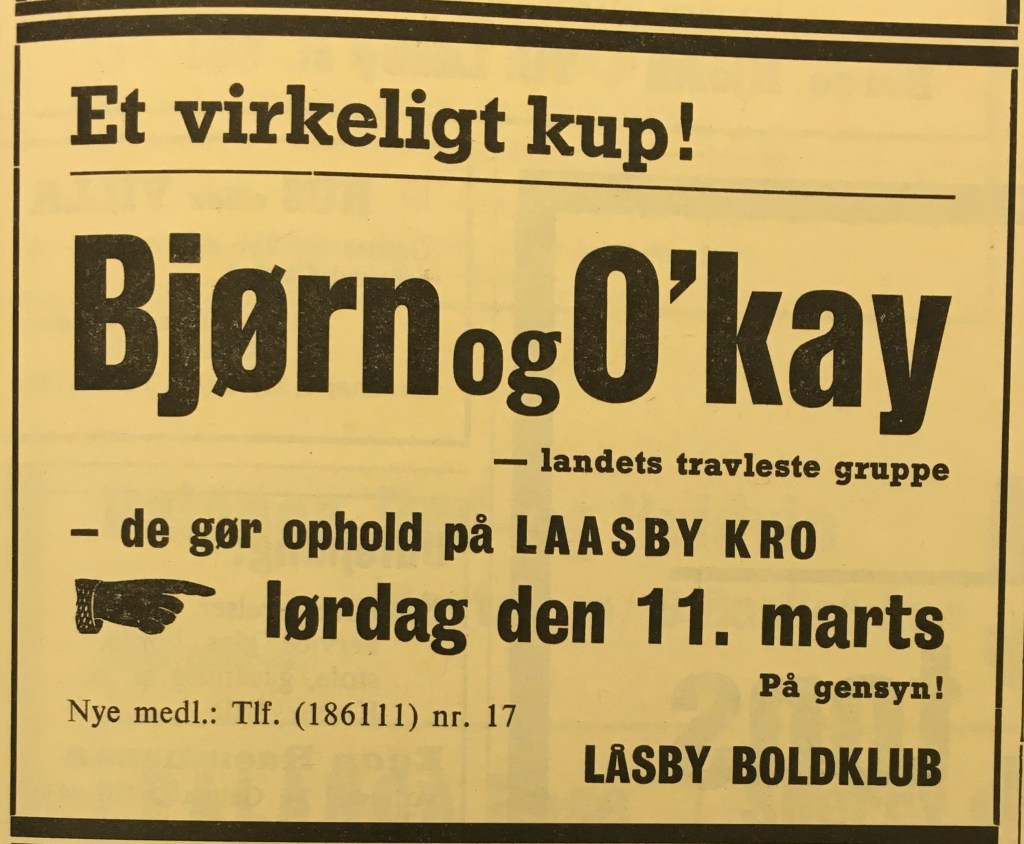 Et virkeligt kup!
Bjørn og O'kay
— landets travleste gruppe
– de gør ophold på LAASBY KRO
lørdag den 11. marts
På gensyn!
Nye medl.: Tlf. (186111) nr. 17
LÅSBY BOLDKLUB